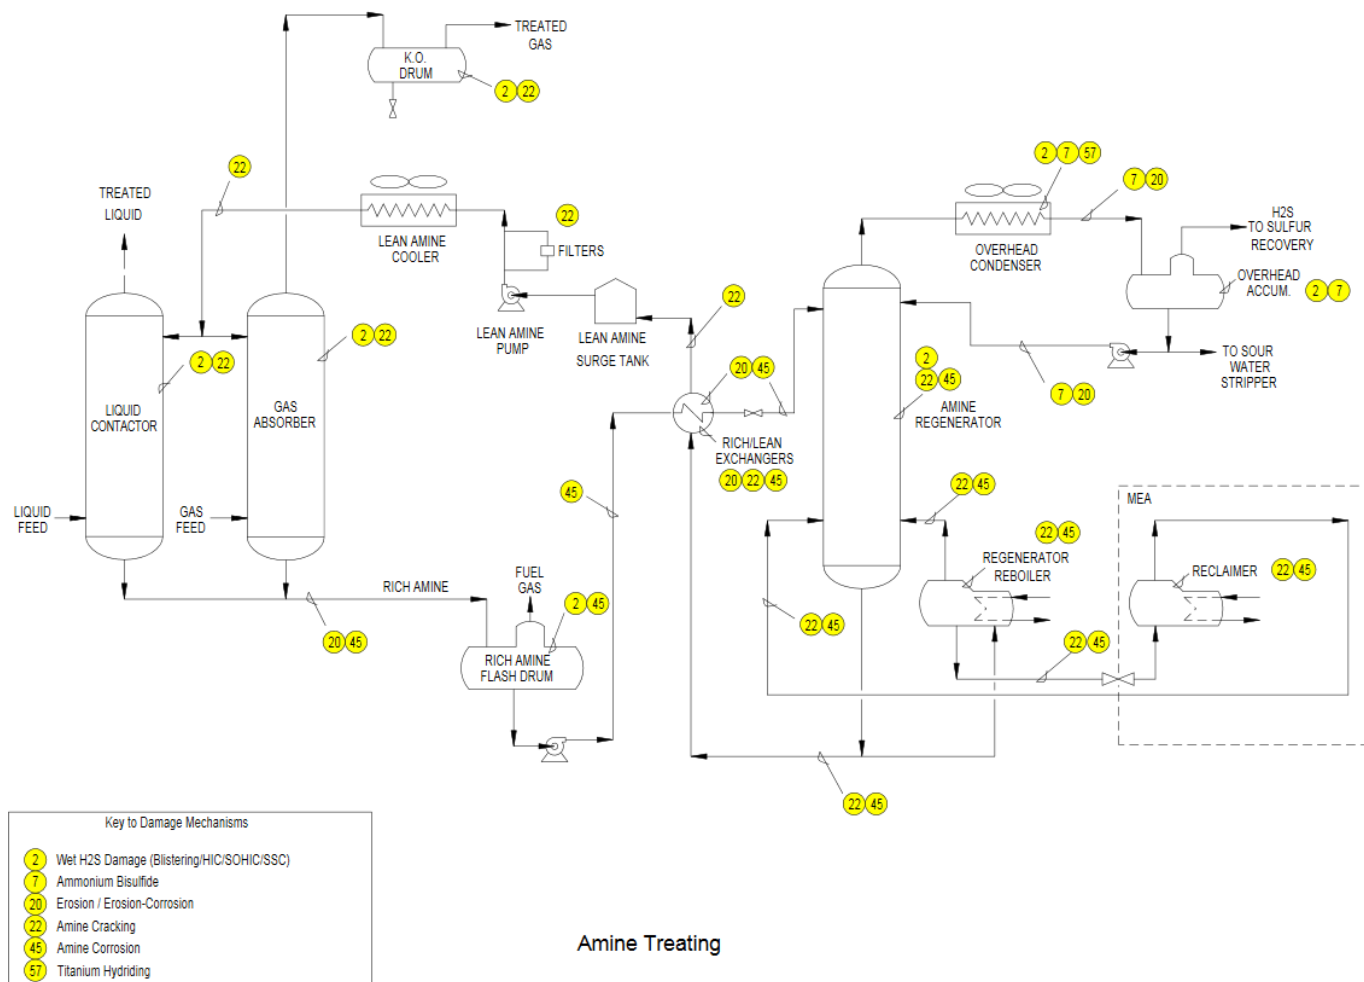 TREATED
GAS
K.O.
DRUM
2 22
22
TREATED
LIQUID
LEAN AMINE
COOLER
22
FILTERS
LEAN AMINE
PUMP
LEAN AMINE
SURGE TANK
22
2 7 57
7 20
OVERHEAD
CONDENSER
H2S
TO SULFUR
RECOVERY
OVERHEAD
ACCUM.
2 7
TO SOUR
WATER
STRIPPER
7 20
2 22
2 22
LIQUID
CONTACTOR
GAS
ABSORBER
20 45
RICH/LEAN
EXCHANGERS
20 22 45
2
22 45
AMINE
REGENERATOR
45
LIQUID
FEED
GAS
FEED
22 45
22 45
REGENERATOR
REBOILER
MEA
RECLAIMER
22 45
RICH AMINE
20 45
FUEL
GAS
2 45
RICH AMINE
FLASH DRUM
22 45
22 45
22 45
Key to Damage Mechanisms
2 Wet H2S Damage (Blistering/HIC/SOHIC/SSC)
7 Ammonium Bisulfide
20 Erosion / Erosion-Corrosion
22 Amine Cracking
45 Amine Corrosion
57 Titanium Hydriding
Amine Treating